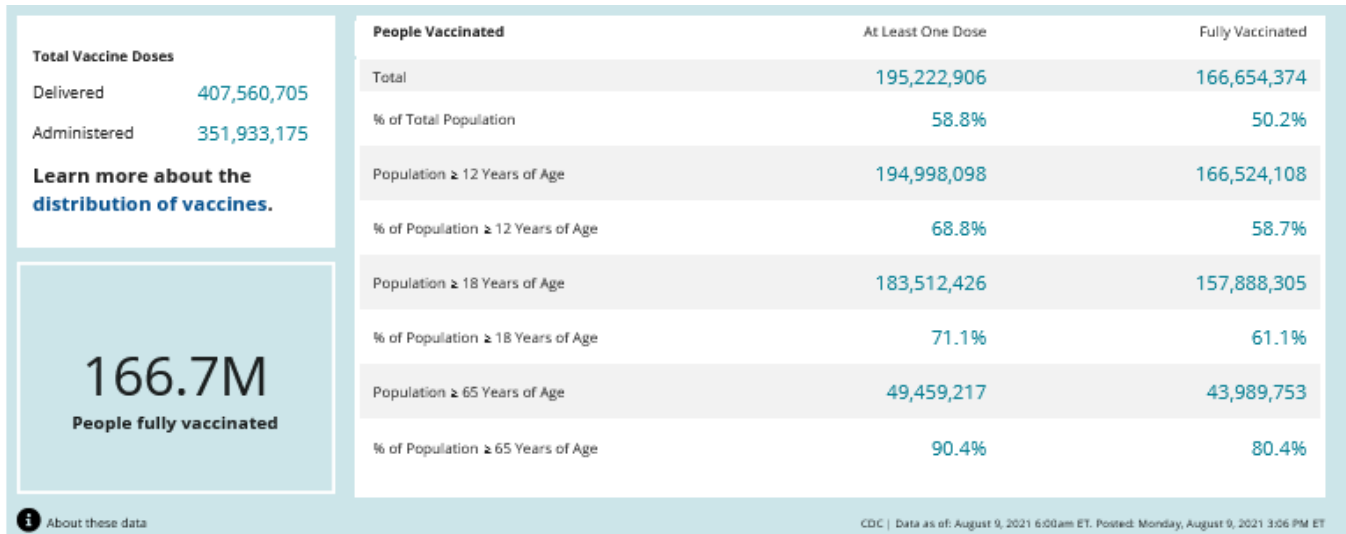 Total Vaccine Doses
Delivered 407,560,705
Administered 351,933,175
Learn more about the
distribution of vaccines.
166.7M
People fully vaccinated
People Vaccinated At Least One Dose Fully Vaccinated
Total 195,222,906 166,654,374
% of Total Population 58.8% 50.2%
Population ≥ 12 Years of Age 194,998,098 166,524,108
% of Population ≥ 12 Years of Age 68.8% 58.7%
Population ≥ 18 Years of Age 183,512,426 157,888,305
% of Population ≥ 18 Years of Age 71.1% 61.1%
Population ≥ 65 Years of Age 49,459,217 43,989,753
% of Population ≥ 65 Years of Age 90.4% 80.4%
i About these data
CDC | Data as of: August 9, 2021 6:00am ET. Posted: Monday, August 9, 2021 3:06 PM ET